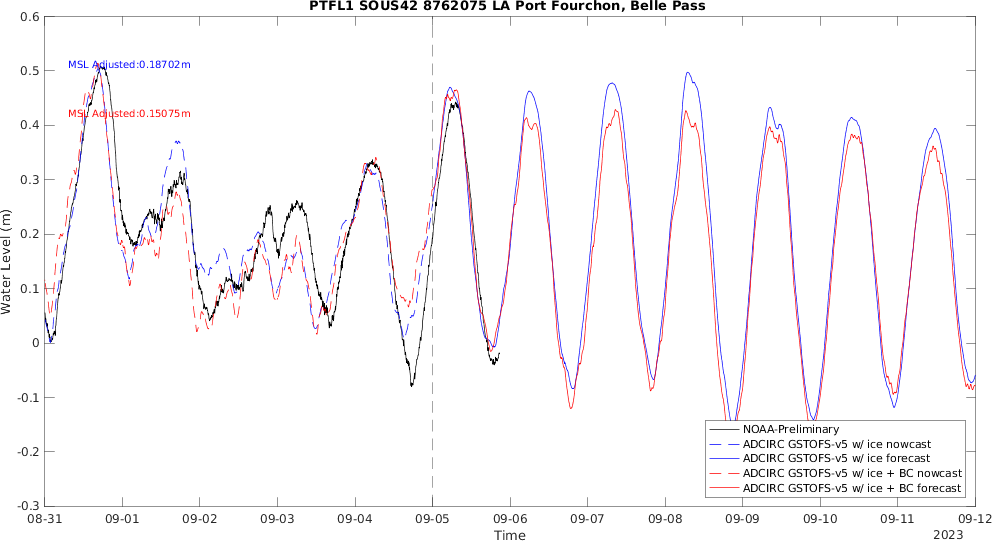 PTFL1 SOUS42 8762075 LA Port Fourchon, Belle Pass
0.6
0.5
0.4
0.3
0.2
0.1
0
-0.1
-0.2
-0.3
Water Level (m)
MSL Adjusted:0.18702m
MSL Adjusted:0.15075m
NOAA-Preliminary
ADCIRC GSTOFS-v5 w/ ice nowcast
ADCIRC GSTOFS-v5 w/ ice forecast
ADCIRC GSTOFS-v5 w/ ice + BC nowcast
ADCIRC GSTOFS-v5 w/ ice + BC forecast
08-31 09-01 09-02 09-03 09-04 09-05 09-06 09-07 09-08 09-09 09-10 09-11 09-12
Time
2023